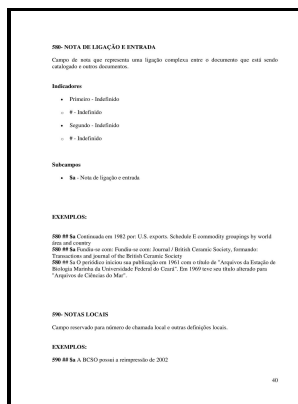 580- NOTA DE LIGAÇÃO E ENTRADA
Campo de nota que representa uma ligação complexa entre o documento que está sendo
catalogado e outros documentos.
Indicadores
• Primeiro - Indefinido
o # - Indefinido
• Segundo - Indefinido
o # - Indefinido
Subcampos
• $a - Nota de ligação e entrada
EXEMPLOS:
580 ## $a Continuada em 1982 por: U.S. exports. Schedule E commodity groupings by world
área and country
580 ## $a Fundiu-se com: Fundiu-se com: Journal / British Ceramic Society, formando:
Transactions and journal of the British Ceramic Society
580 ## $a O periódico iniciou sua publicação em 1961 com o título de "Arquivos da Estação de
Biologia Marinha da Universidade Federal do Ceará". Em 1969 teve seu título alterado para
"Arquivos de Ciências do Mar".
590- NOTAS LOCAIS
Campo reservado para número de chamada local e outras definições locais.
EXEMPLOS:
590 ## $a A BCSO possui a reimpressão de 2002
40